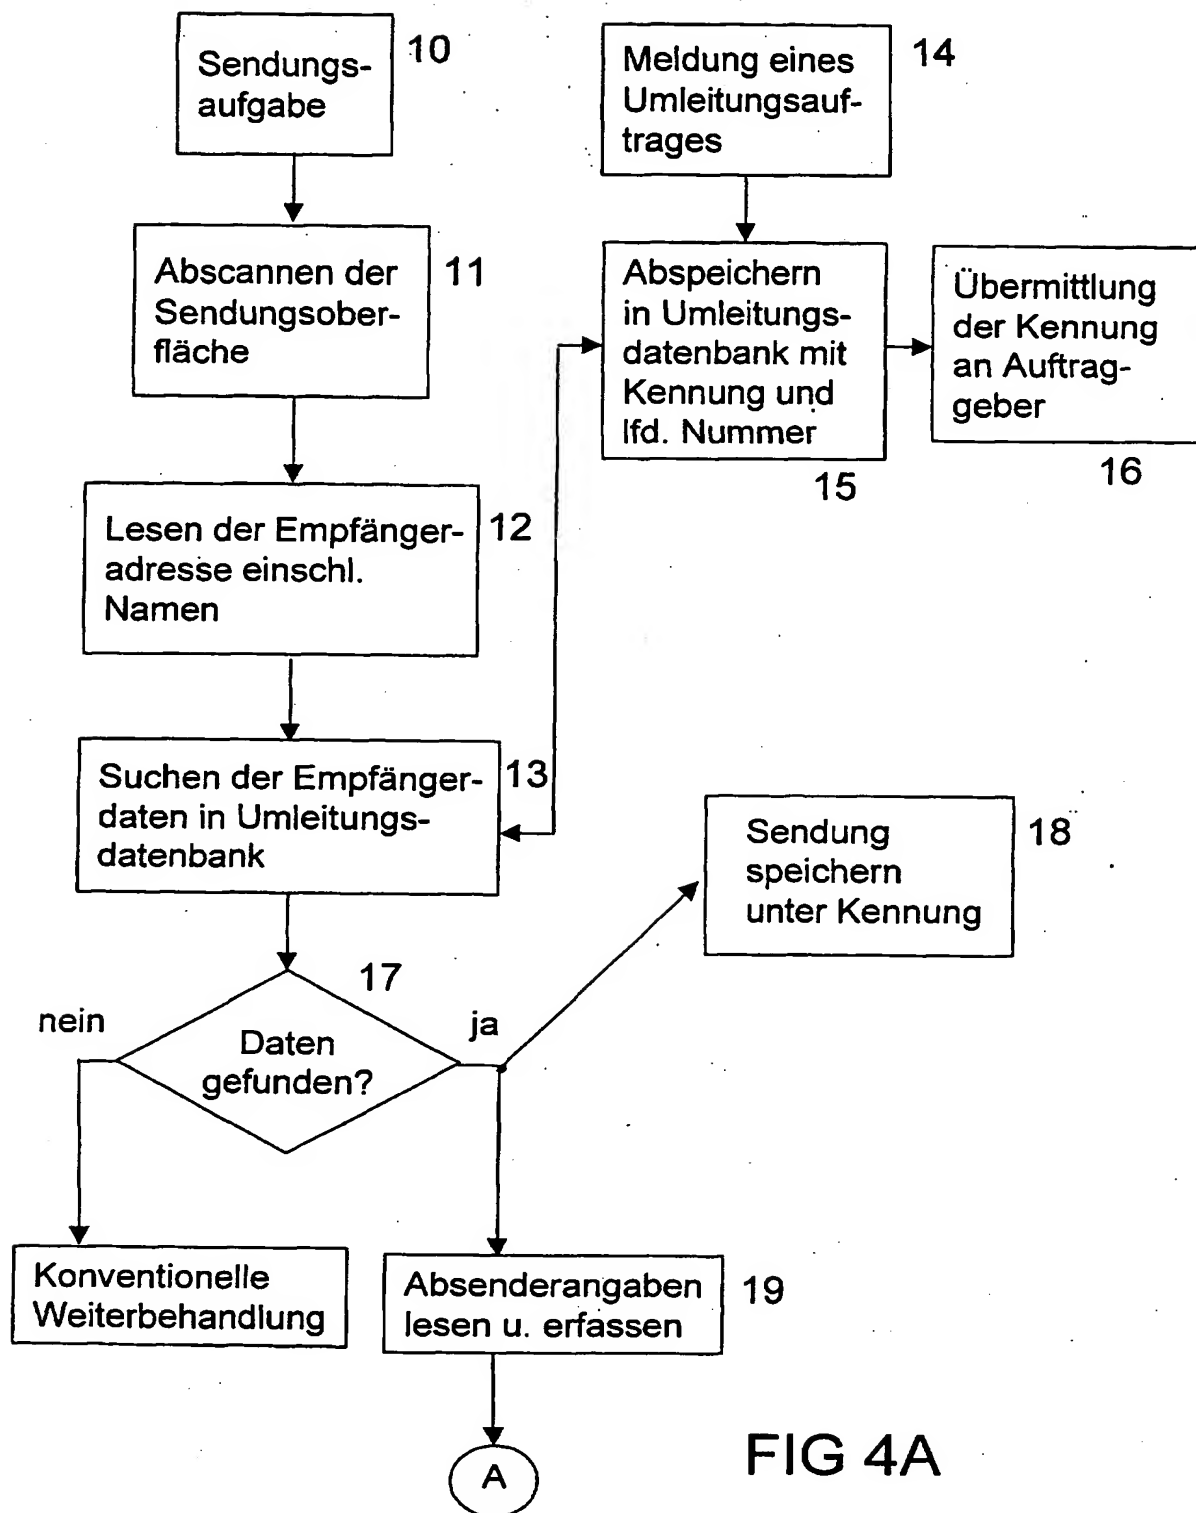 Sendungs-
aufgabe
10
Meldung eines
Umleitungsauf-
trages
14
Abscannen der
Sendungsober-
fläche
11
Abspeichern
in Umleitungs-
datenbank mit
Kennung und
lfd. Nummer
15
Übermittlung
der Kennung
an Auftrag-
geber
16
Lesen der Empfänger-
adresse einschl.
Namen
12
Suchen der Empfänger-
daten in Umleitungs-
datenbank
13
Sendung
speichern
unter Kennung
18
17
nein
ja
Daten
gefunden?
Konventionelle
Weiterbehandlung
Absenderangaben
lesen u. erfassen
19
A
FIG 4A